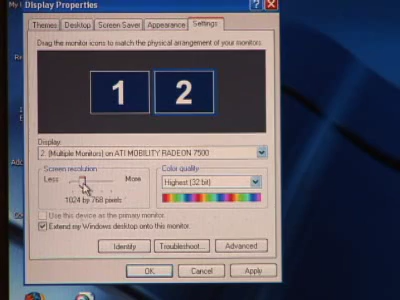 Display Properties
Themes Desktop Screen Saver Appearance Settings
Drag the monitor icons to match the physical arrangement of your monitors.
1 2
Display:
2. (Multiple Monitors) on ATI MOBILITY RADEON 7500
Screen resolution
Less More
1024 by 768 pixels
Color quality
Highest (32 bit)
Use this device as the primary monitor.
Extend my Windows desktop onto this monitor.
Identify Troubleshoot... Advanced
OK Cancel Apply